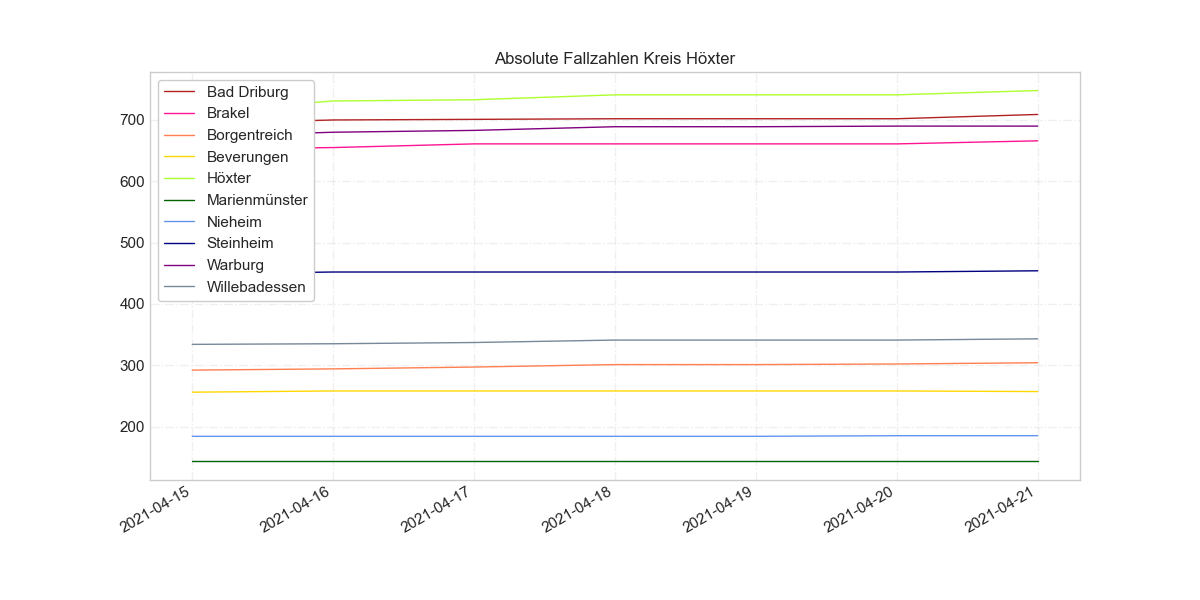 Absolute Fallzahlen Kreis Höxter
Bad Driburg
Brakel
Borgentreich
Beverungen
Höxter
Marienmünster
Nieheim
Steinheim
Warburg
Willebadessen
700
600
500
400
300
200
2021-04-15
2021-04-16
2021-04-17
2021-04-18
2021-04-19
2021-04-20
2021-04-21